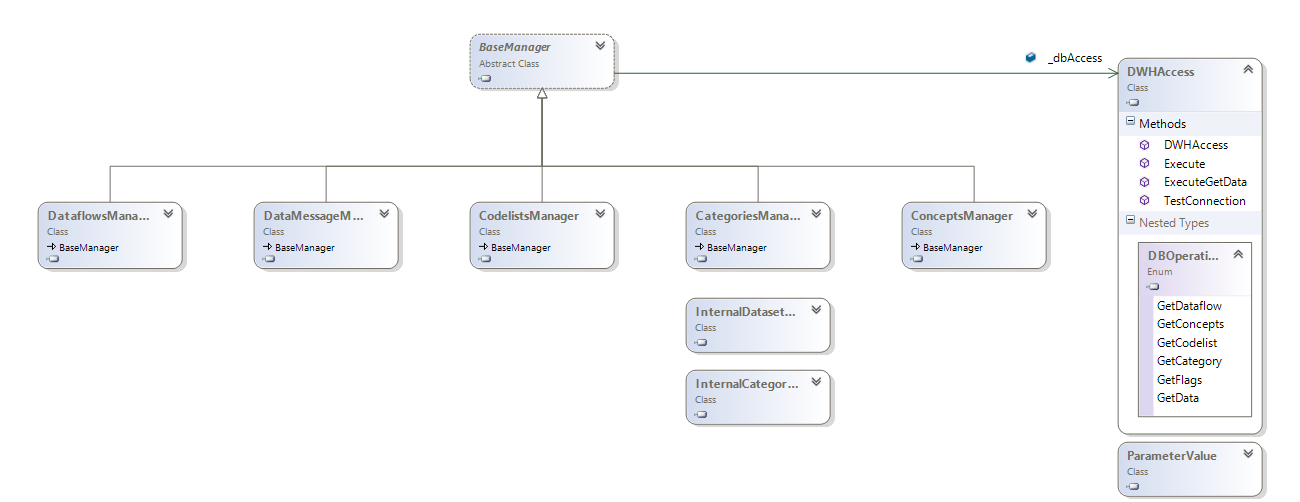 BaseManager
Abstract Class
_dbAccess
DWHAccess
Class
Methods
DWHAccess
Execute
ExecuteGetData
TestConnection
Nested Types
DBOperati...
Enum
GetDataflow
GetConcepts
GetCodelist
GetCategory
GetFlags
GetData
DataflowsMana...
Class
BaseManager
DataMessageM...
Class
BaseManager
CodelistsManager
Class
BaseManager
CategoriesMana...
Class
BaseManager
ConceptsManager
Class
BaseManager
InternalDataset...
Class
InternalCategor...
Class
ParameterValue
Class